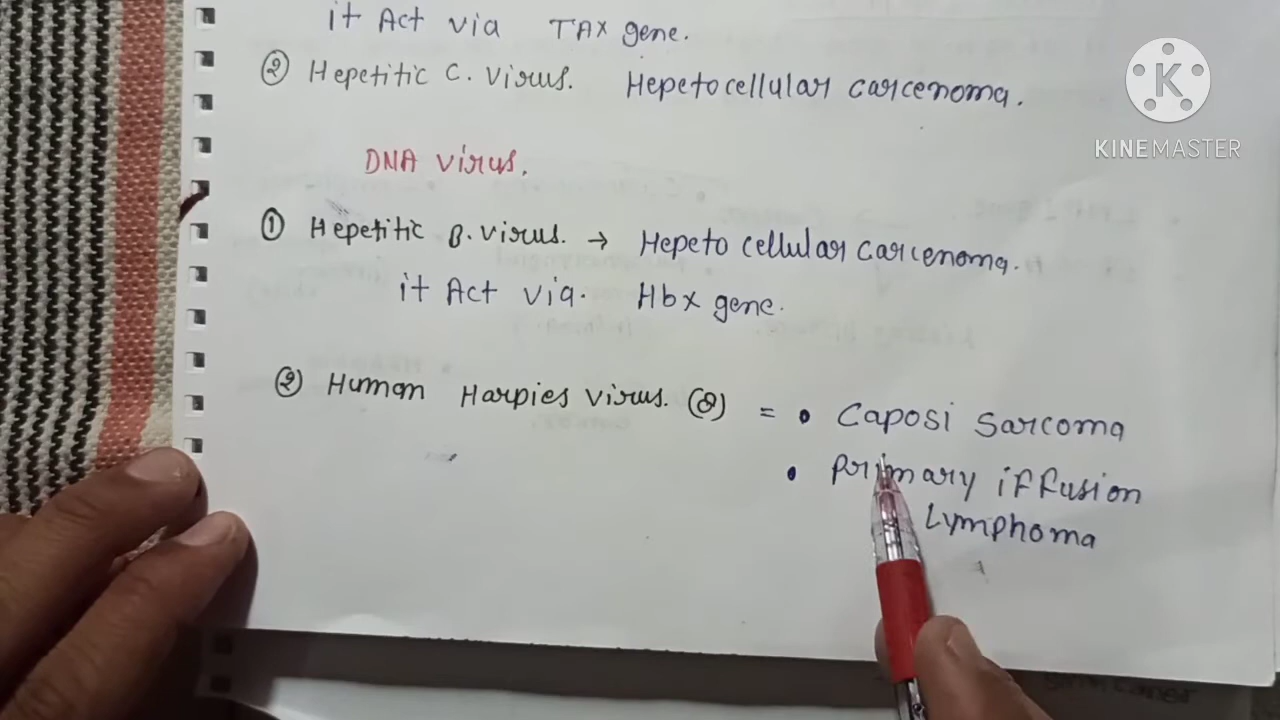 it Act via TAX gene.
② Hepetitic C. Virus. Hepetocellular carcenoma.
DNA virus.
① Hepetitic B. virus. → Hepeto cellular carcenoma.
it Act via. Hbx gene.
② Human Harpies virus. (8) = • Caposi Sarcoma
• Primary iffusion
Lymphoma
K
KINEMASTER